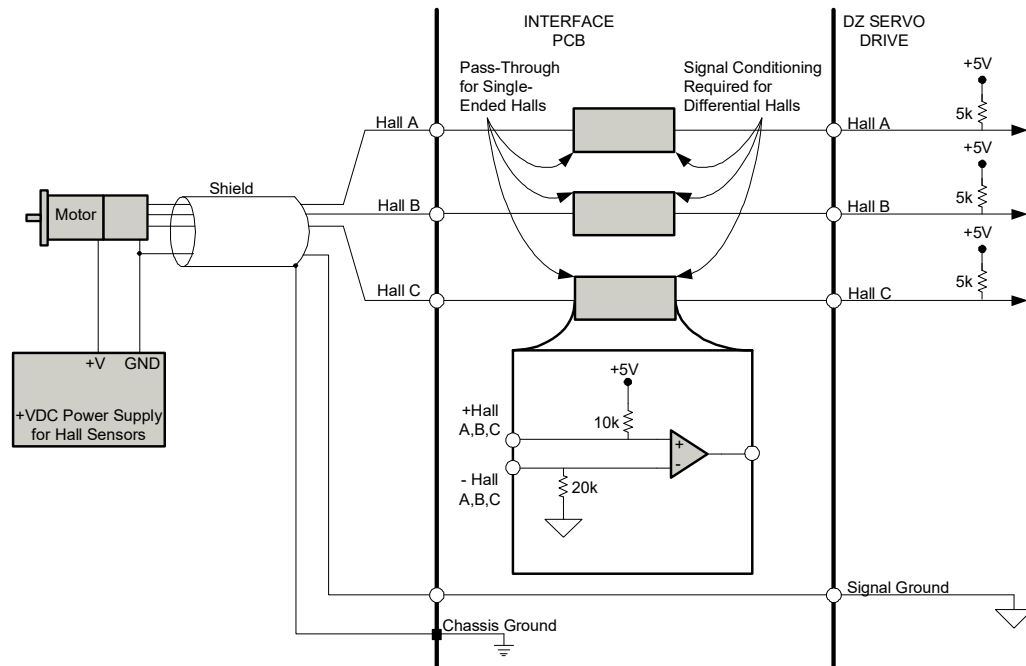 INTERFACE
PCB
DZ SERVO
DRIVE
Pass-Through
for Single-
Ended Halls
Signal Conditioning
Required for
Differential Halls
+5V
5k
Hall A
Hall A
+5V
5k
Shield
Motor
Hall B
Hall B
+5V
5k
Hall C
Hall C
+V
GND
+VDC Power Supply
for Hall Sensors
+5V
10k
+Hall
A,B,C
+
-
- Hall
A,B,C
20k
Signal Ground
Chassis Ground